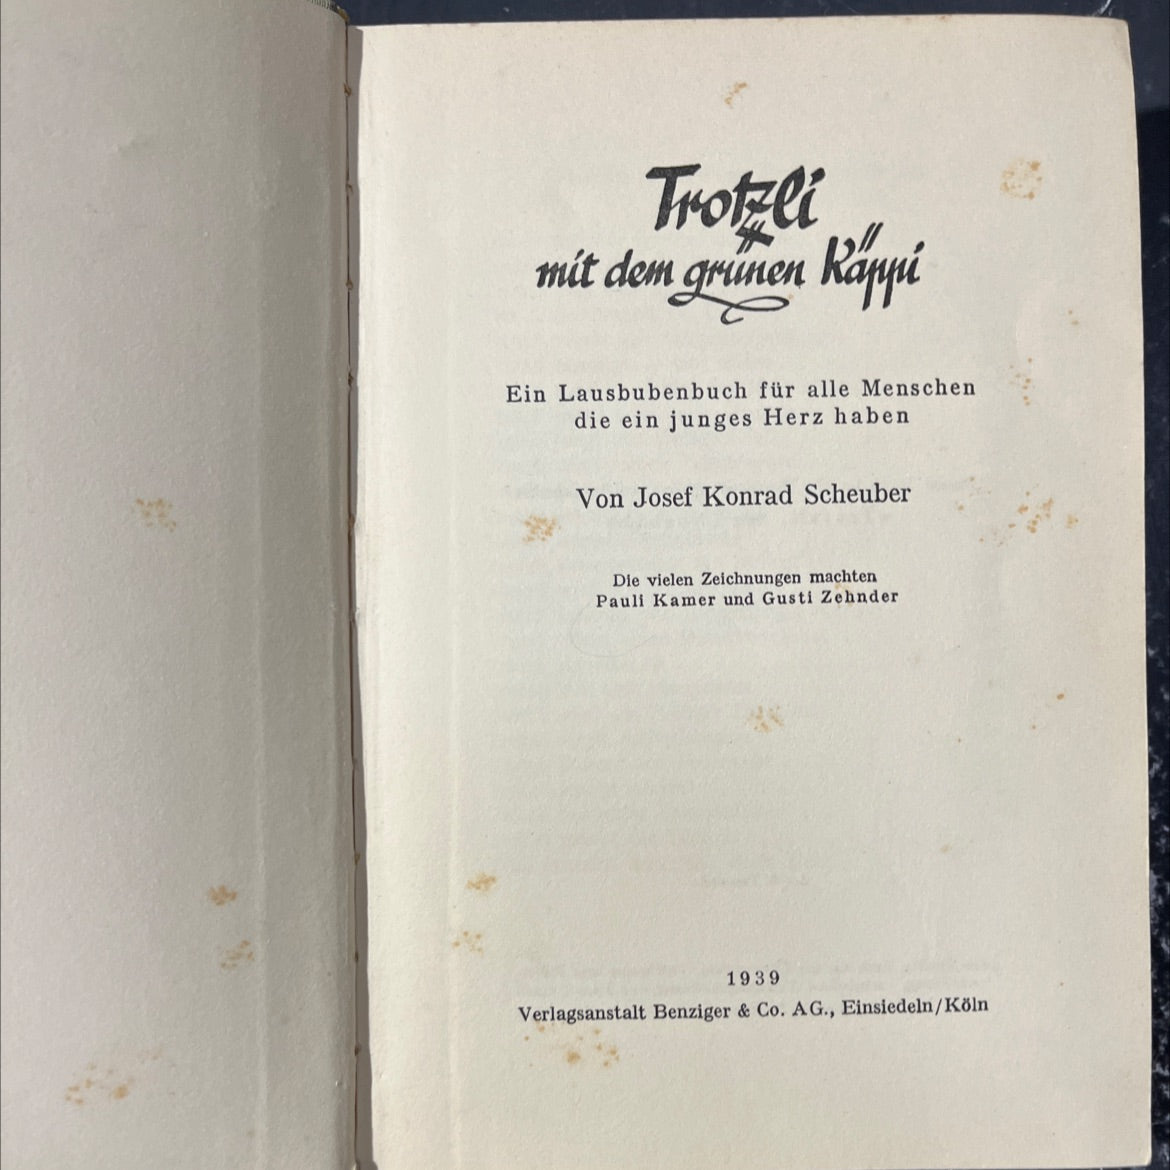 Trotzli
mit dem grünen Käppi
Ein Lausbubenbuch für alle Menschen
die ein junges Herz haben
Von Josef Konrad Scheuber
Die vielen Zeichnungen machten
Pauli Kamer und Gusti Zehnder
1939
Verlagsanstalt Benziger & Co. AG., Einsiedeln/Köln